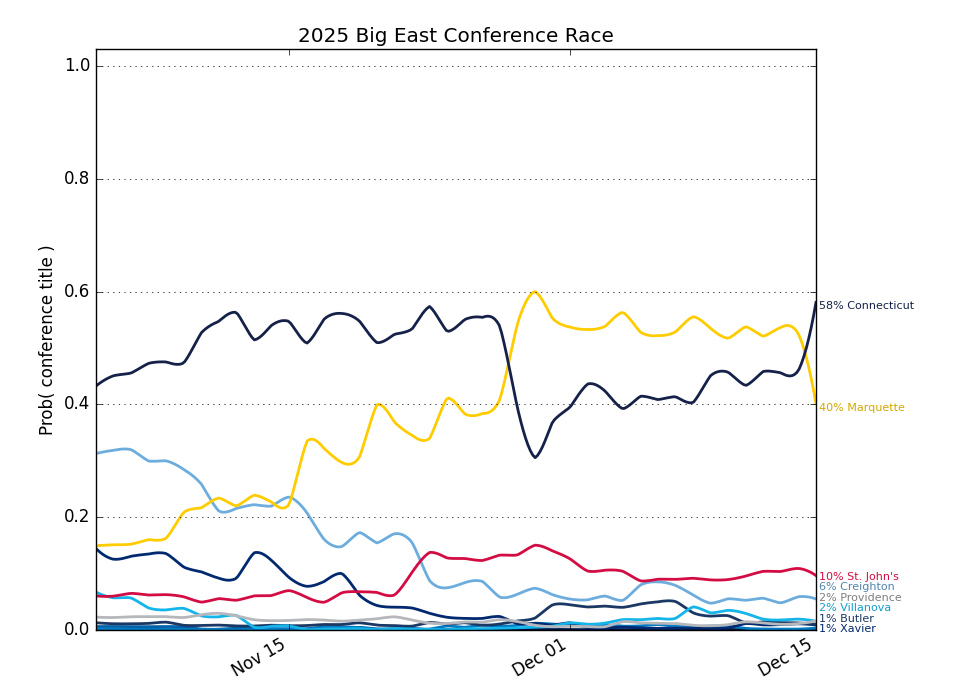 2025 Big East Conference Race
Prob( conference title )
1.0
0.8
0.6
0.4
0.2
0.0
Nov 15
Dec 01
Dec 15
58% Connecticut
40% Marquette
10% St. John's
6% Creighton
2% Providence
2% Villanova
1% Butler
1% Xavier